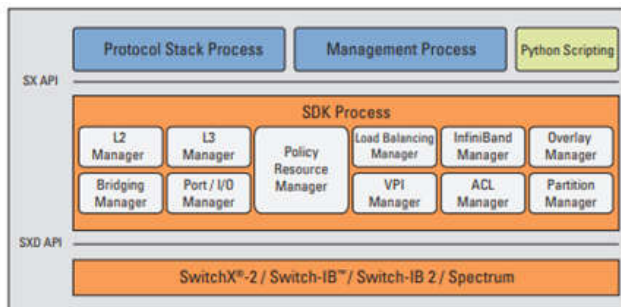 Protocol Stack Process
Management Process
Python Scripting
SX API
SDK Process
L2
Manager
L3
Manager
Policy
Resource
Manager
Load Balancing
Manager
InfiniBand
Manager
Overlay
Manager
Bridging
Manager
Port / I/O
Manager
VPI
Manager
ACL
Manager
Partition
Manager
SXD API
SwitchX®-2 / Switch-IB™/ Switch-IB 2 / Spectrum